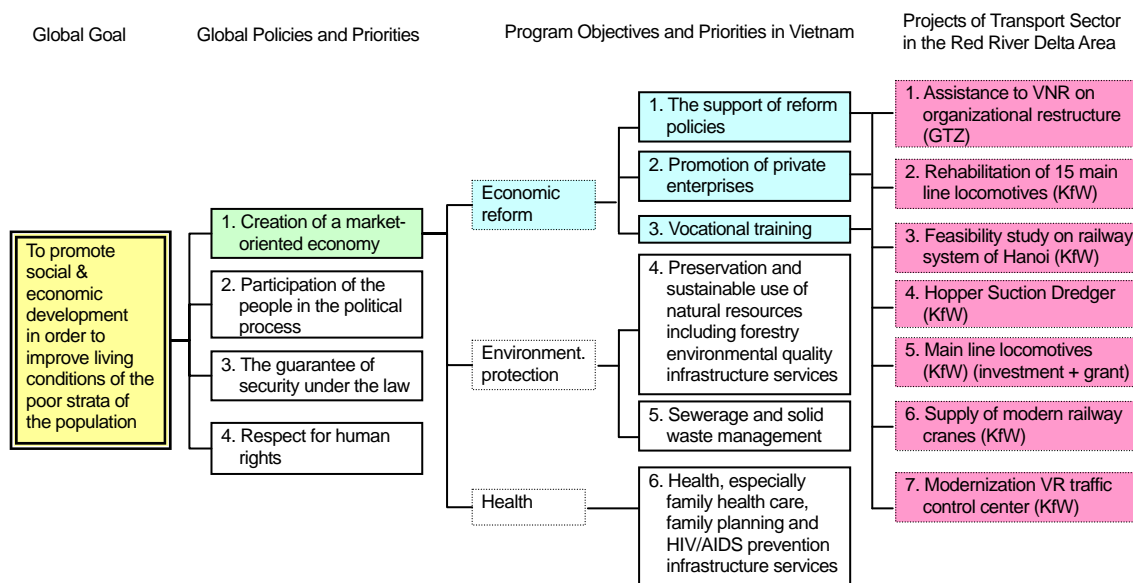 Global Goal
Global Policies and Priorities
Program Objectives and Priorities in Vietnam
Projects of Transport Sector
in the Red River Delta Area
To promote
social &
economic
development
in order to
improve living
conditions of the
poor strata of
the population
1. Creation of a market-
oriented economy
2. Participation of the
people in the political
process
3. The guarantee of
security under the law
4. Respect for human
rights
Economic
reform
Environment.
protection
Health
1. The support of reform
policies
2. Promotion of private
enterprises
3. Vocational training
4. Preservation and
sustainable use of
natural resources
including forestry
environmental quality
infrastructure services
5. Sewerage and solid
waste management
6. Health, especially
family health care,
family planning and
HIV/AIDS prevention
infrastructure services
1. Assistance to VNR on
organizational restructure
(GTZ)
2. Rehabilitation of 15 main
line locomotives (KfW)
3. Feasibility study on railway
system of Hanoi (KfW)
4. Hopper Suction Dredger
(KfW)
5. Main line locomotives
(KfW) (investment + grant)
6. Supply of modern railway
cranes (KfW)
7. Modernization VR traffic
control center (KfW)